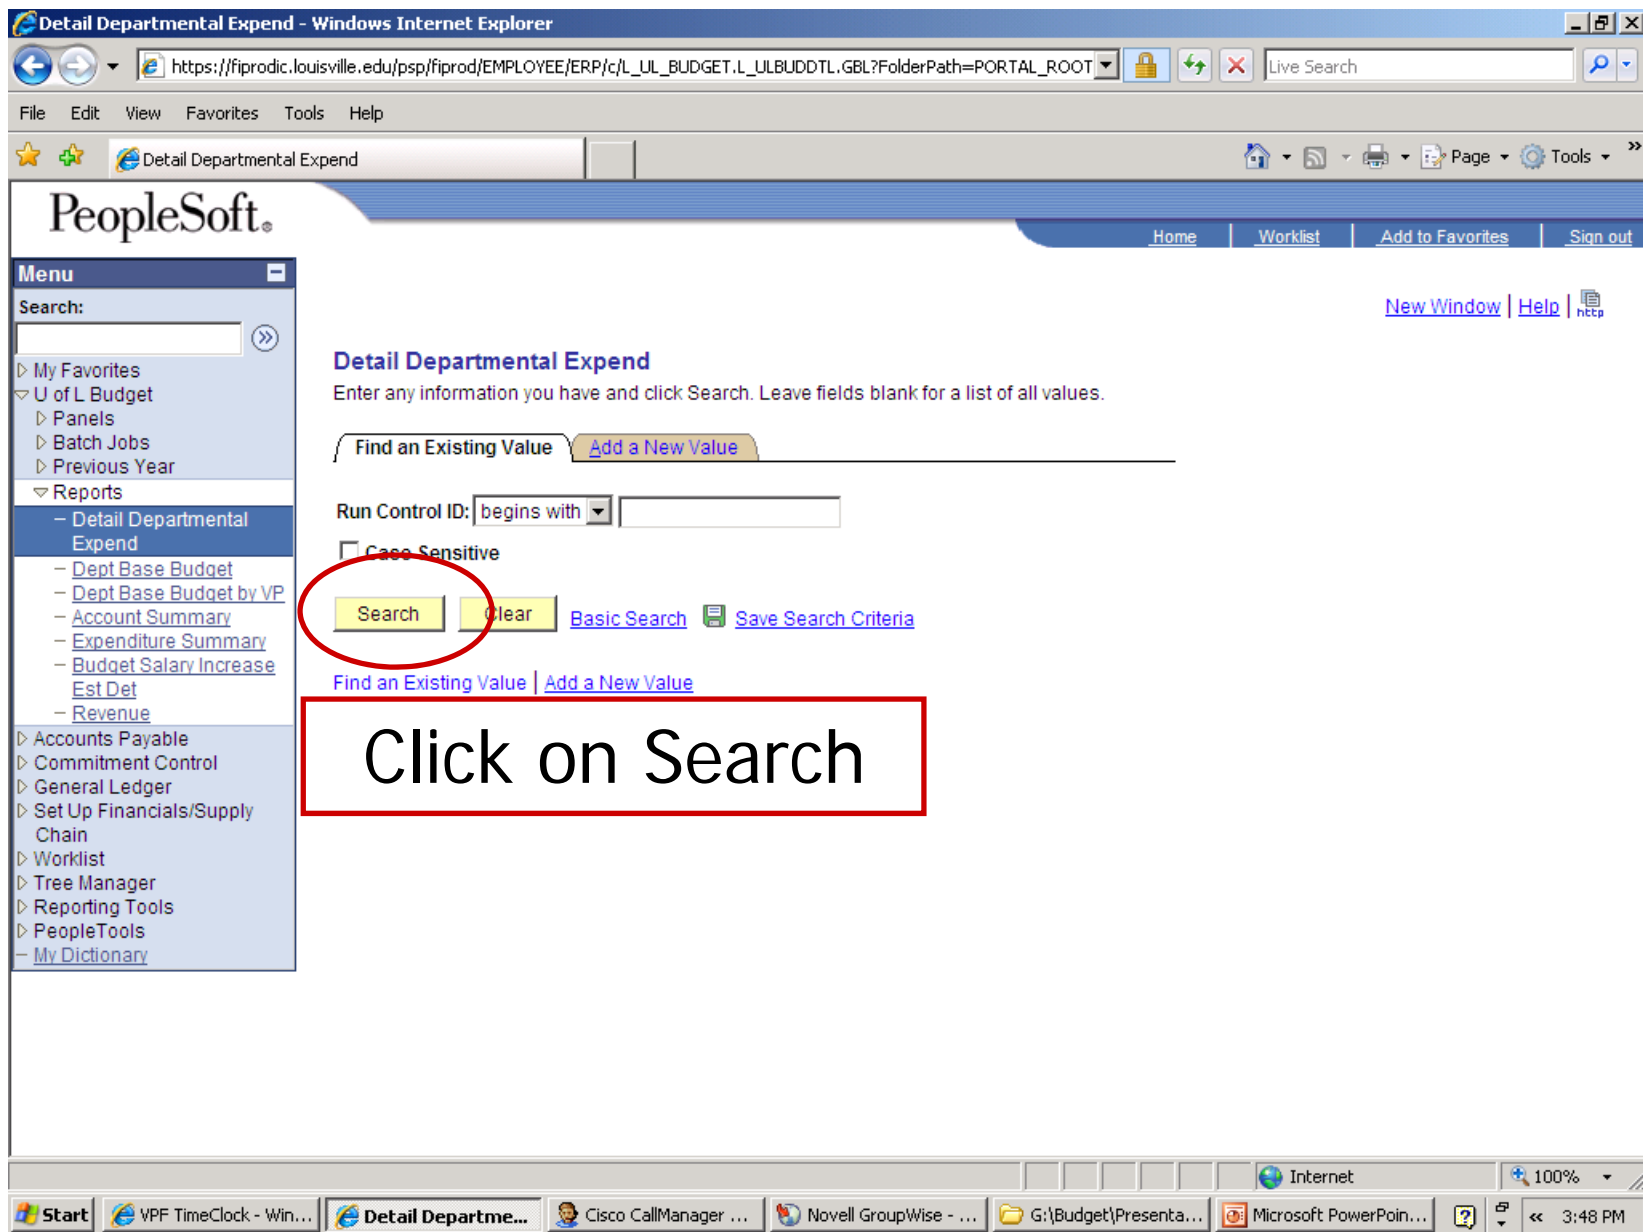 Detail Departmental Expend - Windows Internet Explorer
https://fiprodic.louisville.edu/psp/fiprod/EMPLOYEE/ERP/c/L_UL_BUDGET.L_ULBUDDTL.GBL?FolderPath=PORTAL_ROOT
Live Search
File Edit View Favorites Tools Help
Detail Departmental Expend
Page Tools
PeopleSoft®
Home Worklist Add to Favorites Sign out
Menu
Search:
My Favorites
U of L Budget
Panels
Batch Jobs
Previous Year
Reports
– Detail Departmental
Expend
– Dept Base Budget
– Dept Base Budget by VP
– Account Summary
– Expenditure Summary
– Budget Salary Increase
Est Det
– Revenue
Accounts Payable
Commitment Control
General Ledger
Set Up Financials/Supply
Chain
Worklist
Tree Manager
Reporting Tools
PeopleTools
– My Dictionary
New Window | Help | http
Detail Departmental Expend
Enter any information you have and click Search. Leave fields blank for a list of all values.
Find an Existing Value Add a New Value
Run Control ID: begins with
Case Sensitive
Search Clear Basic Search Save Search Criteria
Find an Existing Value | Add a New Value
Click on Search
Internet 100%
Start VPF TimeClock - Win... Detail Departme... Cisco CallManager ... Novell GroupWise - ... G:\Budget\Presenta... Microsoft PowerPoin... 3:48 PM